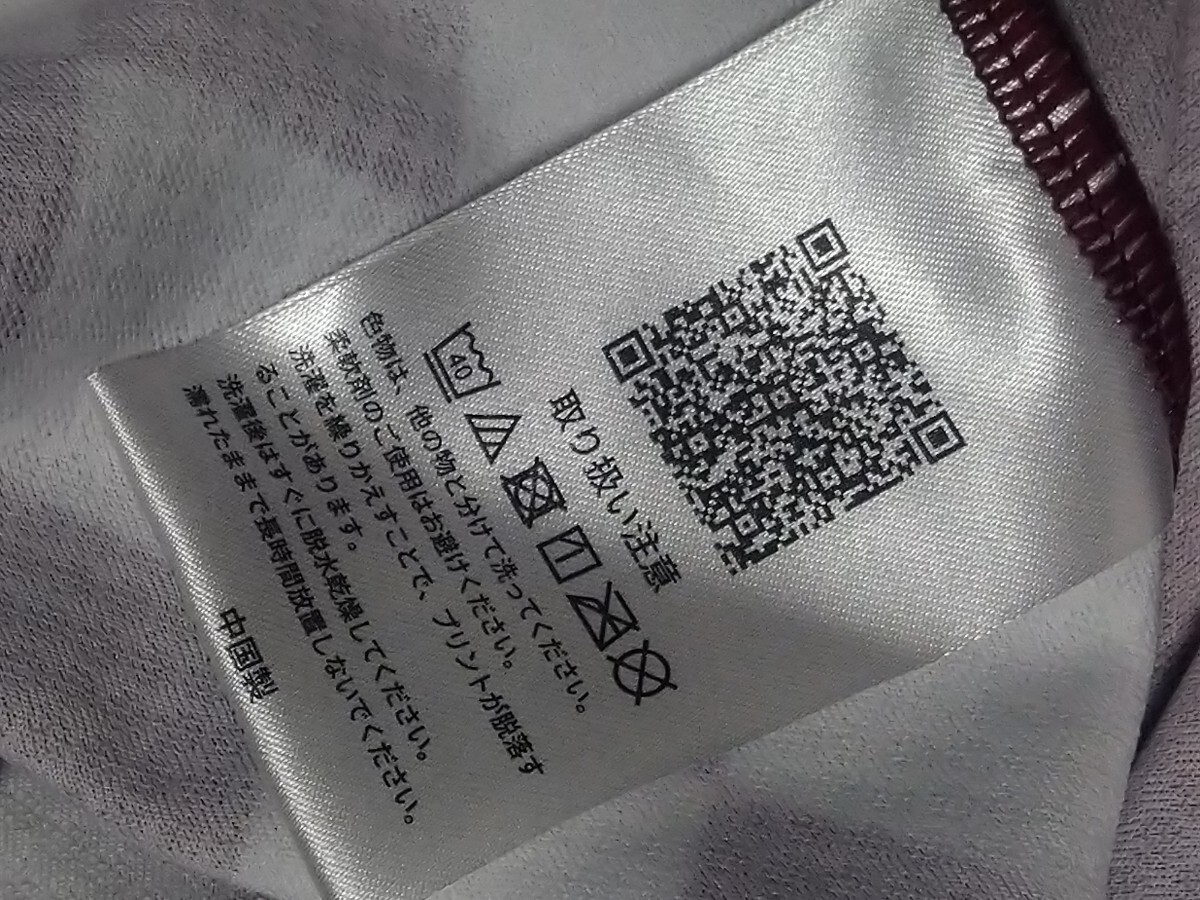 取り扱い注意
40
色物は、他の物と分けて洗ってください。
柔軟剤のご使用はお避けください。
洗濯を繰りかえすことで、プリントが脱落す
ることがあります。
洗濯後はすぐに脱水乾燥してください。
濡れたままで長時間放置しないでください。
中国製